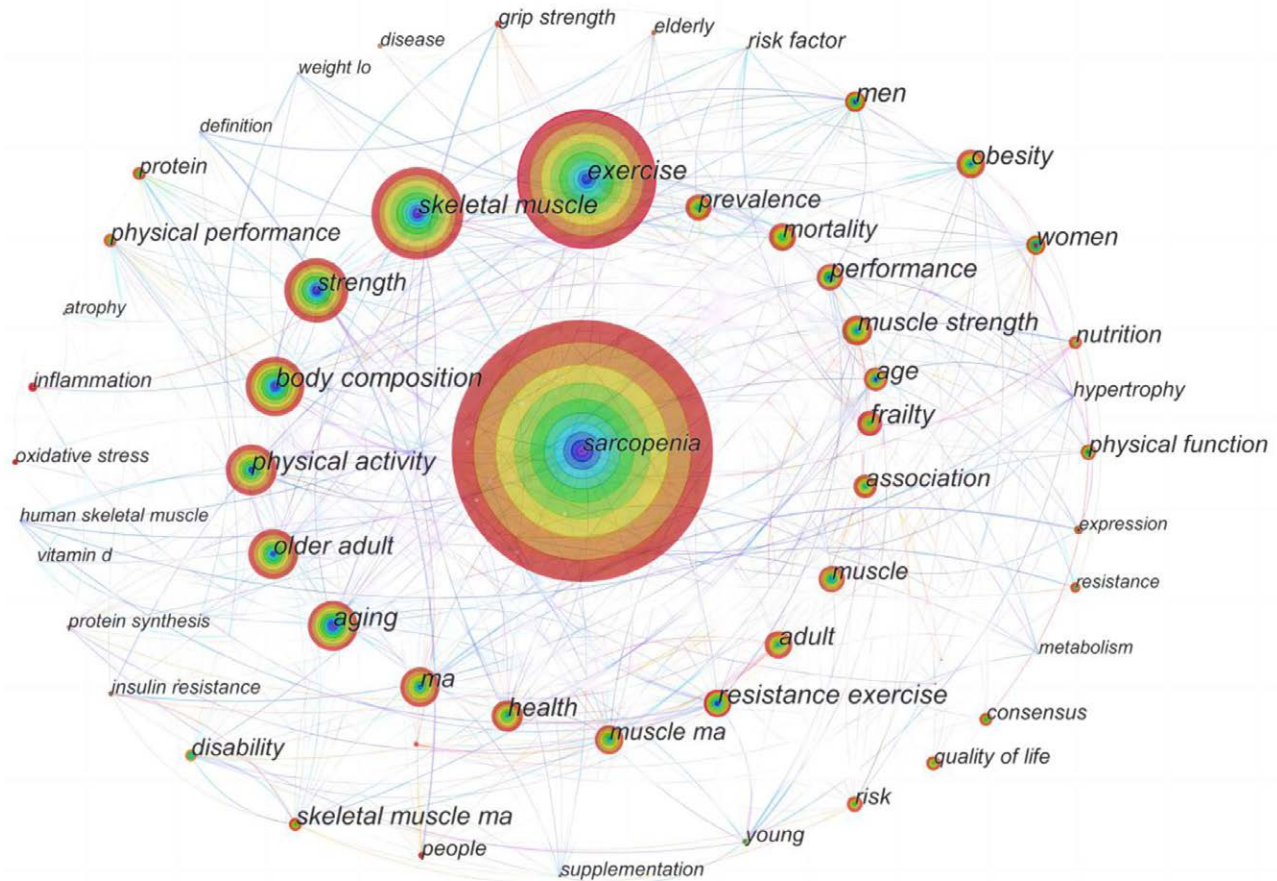 grip strength
elderly
disease
risk factor
weight lo
men
definition
obesity
protein
exercise
skeletal muscle
prevalence
physical performance
mortality
women
performance
strength
atrophy
muscle strength
nutrition
inflammation
body composition
age
hypertrophy
frailty
sarcopenia
physical function
oxidative stress
physical activity
association
human skeletal muscle
expression
vitamin d
older adult
muscle
resistance
protein synthesis
aging
adult
metabolism
insulin resistance
ma
health
resistance exercise
consensus
muscle ma
disability
quality of life
skeletal muscle ma
risk
people
young
supplementation